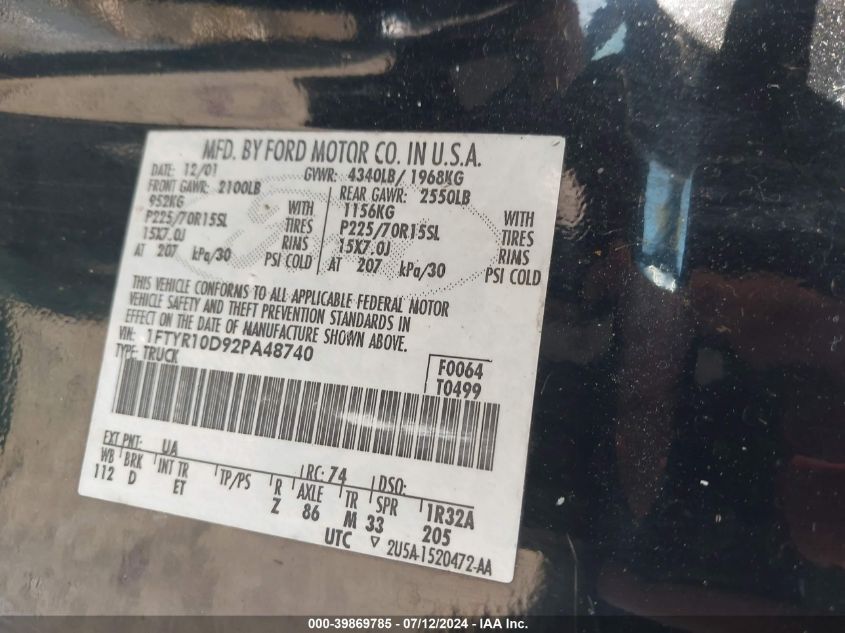 MFD. BY FORD MOTOR CO. IN U.S.A.
DATE: 12/01 GVWR: 4340LB/ 1968KG
FRONT GAWR: 2100LB REAR GAWR: 2550LB
952KG WITH 1156KG WITH
P225/70R15SL TIRES P225/70R15SL TIRES
15X7.0J RIMS 15X7.0J RIMS
AT 207 kPa/30 PSI COLD AT 207 kPa/30 PSI COLD
THIS VEHICLE CONFORMS TO ALL APPLICABLE FEDERAL MOTOR
VEHICLE SAFETY AND THEFT PREVENTION STANDARDS IN
EFFECT ON THE DATE OF MANUFACTURE SHOWN ABOVE.
VIN: 1FTYR10D92PA48740
TYPE: TRUCK
F0064
T0499
EXT PNT: UA RC: 74 DSO:
WB BRK INT TR TP/PS R AXLE TR SPR 1R32A
112 D ET Z 86 M 33 205
UTC ▽ 2U5A-1520472-AA
000-39869785 - 07/12/2024 - IAA Inc.